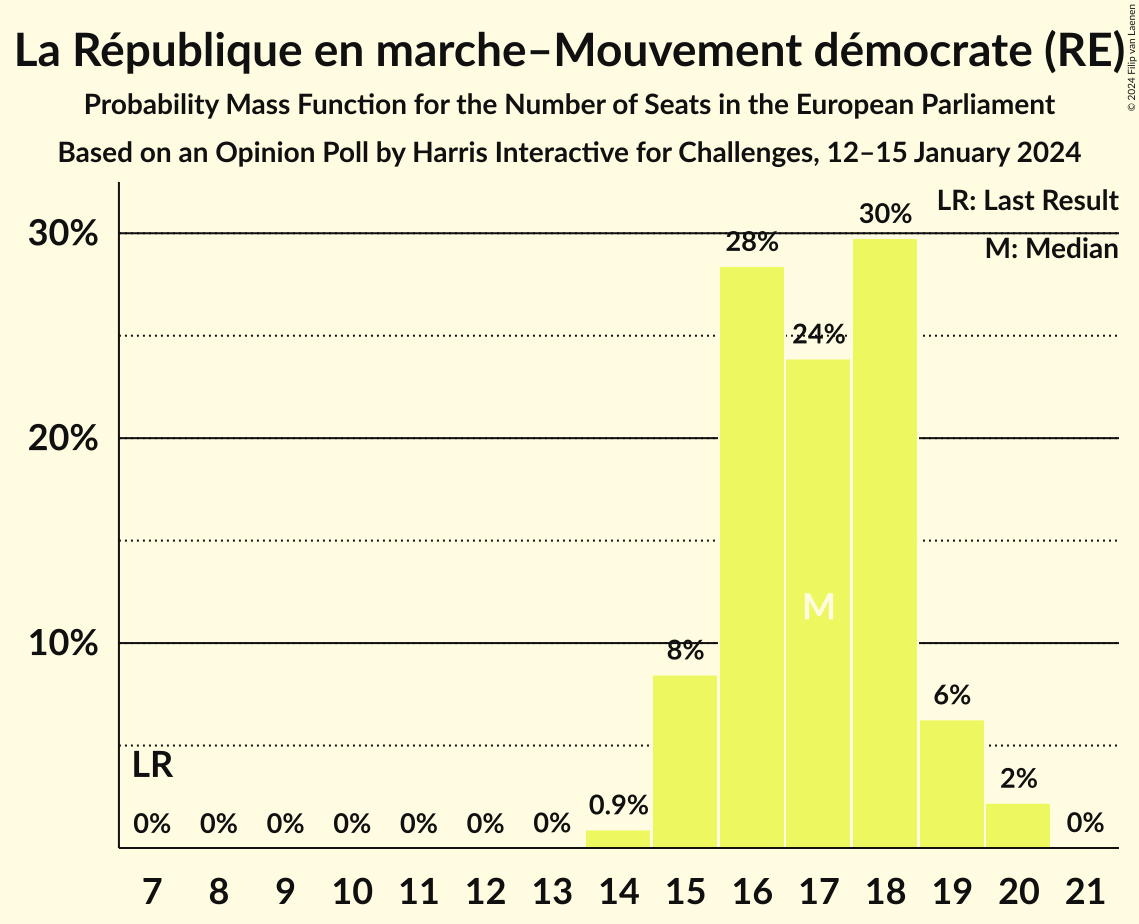 La République en marche–Mouvement démocrate (RE)
Probability Mass Function for the Number of Seats in the European Parliament
Based on an Opinion Poll by Harris Interactive for Challenges, 12–15 January 2024
© 2024 Filip van Laenen
LR: Last Result
M: Median
30%
20%
10%
LR
M
0% 0% 0% 0% 0% 0% 0% 0.9% 8% 28% 24% 30% 6% 2% 0%
7 8 9 10 11 12 13 14 15 16 17 18 19 20 21